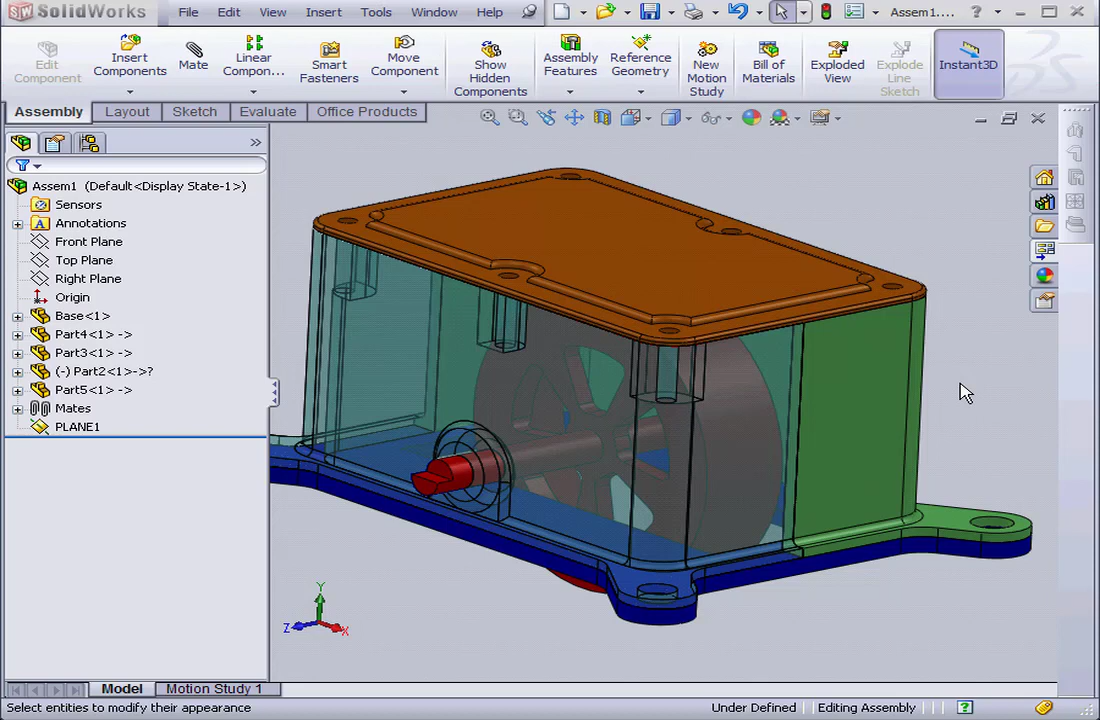 SolidWorks File Edit View Insert Tools Window Help Assem1.... ?
Edit Component
Insert Components
Mate
Linear Compon...
Smart Fasteners
Move Component
Show Hidden Components
Assembly Features
Reference Geometry
New Motion Study
Bill of Materials
Exploded View
Explode Line Sketch
Instant3D
Assembly Layout Sketch Evaluate Office Products
Assem1 (Default<Display State-1>)
Sensors
A Annotations
Front Plane
Top Plane
Right Plane
Origin
Base<1>
Part4<1> ->
Part3<1> ->
(-) Part2<1>->?
Part5<1> ->
Mates
PLANE1
Y
Z X
Model Motion Study 1
Select entities to modify their appearance Under Defined Editing Assembly ?